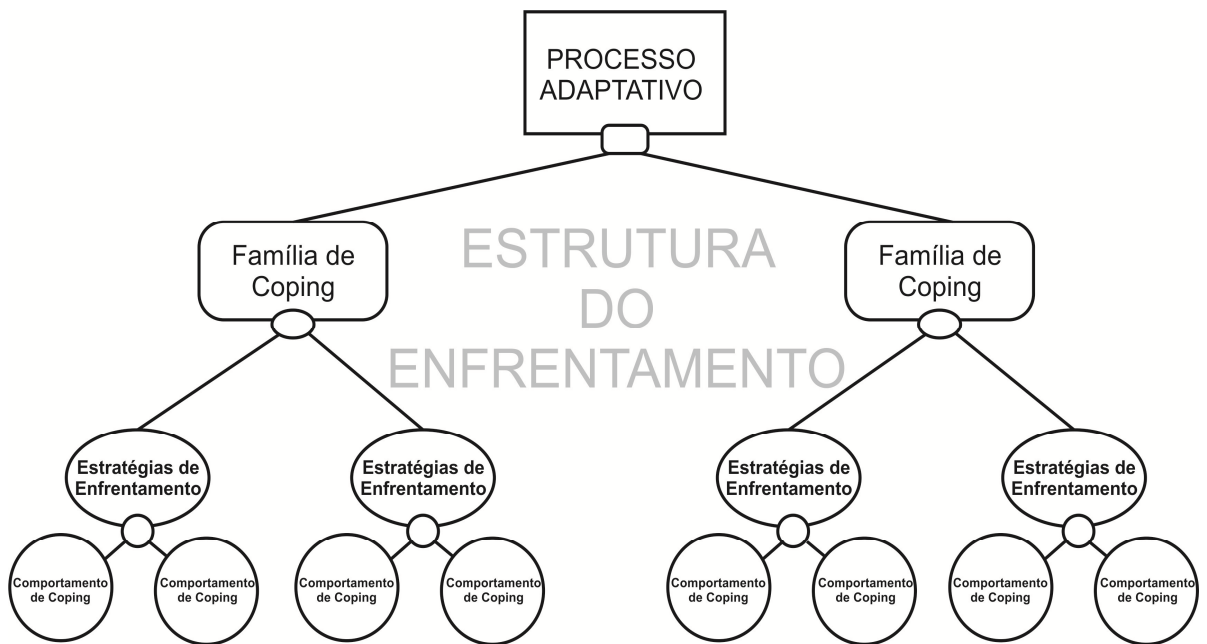 PROCESSO
ADAPTATIVO
Família de
Coping
ESTRUTURA
DO
ENFRENTAMENTO
Família de
Coping
Estratégias de
Enfrentamento
Estratégias de
Enfrentamento
Estratégias de
Enfrentamento
Estratégias de
Enfrentamento
Comportamento
de Coping
Comportamento
de Coping
Comportamento
de Coping
Comportamento
de Coping
Comportamento
de Coping
Comportamento
de Coping
Comportamento
de Coping
Comportamento
de Coping